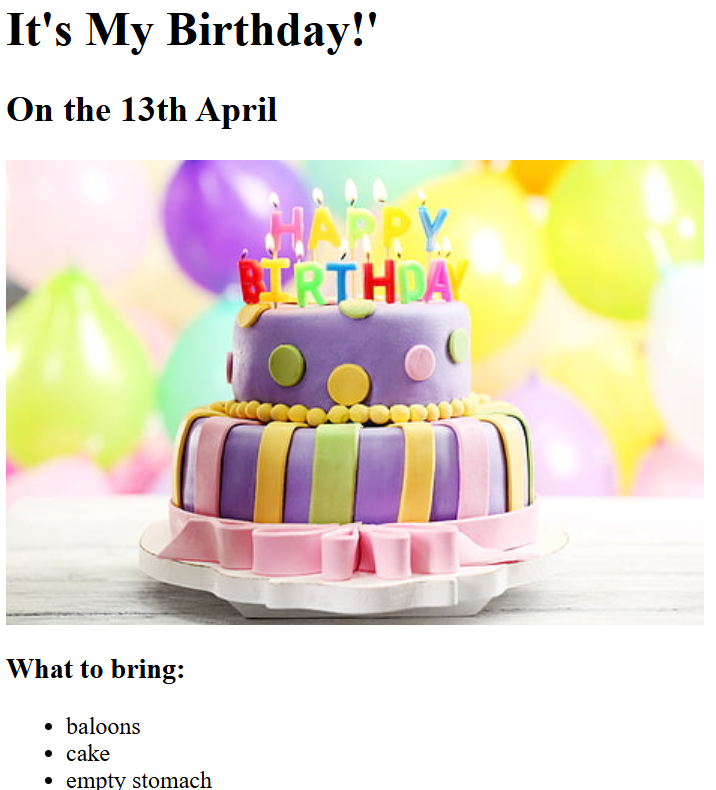 It's My Birthday!'
On the 13th April
HAPPY
BIRTHDAY
What to bring:
baloons
cake
empty stomach